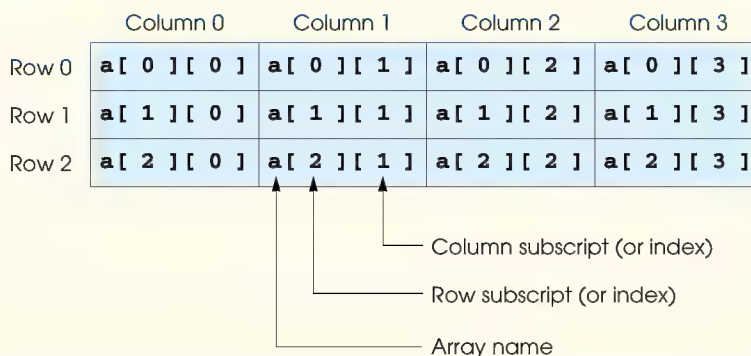 Column 0 Column 1 Column 2 Column 3
Row 0 a[ 0 ][ 0 ] a[ 0 ][ 1 ] a[ 0 ][ 2 ] a[ 0 ][ 3 ]
Row 1 a[ 1 ][ 0 ] a[ 1 ][ 1 ] a[ 1 ][ 2 ] a[ 1 ][ 3 ]
Row 2 a[ 2 ][ 0 ] a[ 2 ][ 1 ] a[ 2 ][ 2 ] a[ 2 ][ 3 ]
Column subscript (or index)
Row subscript (or index)
Array name